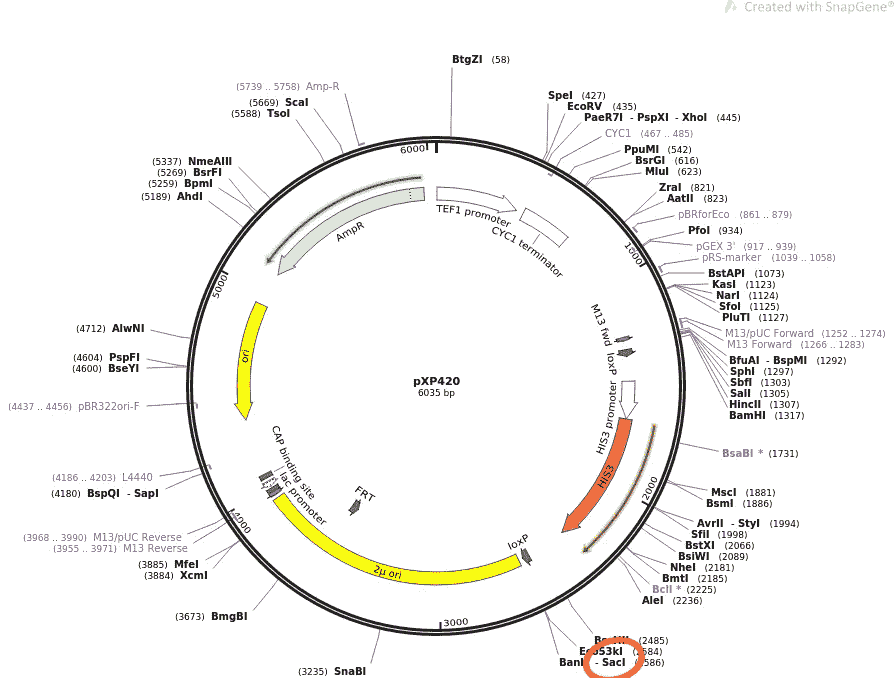 Created with SnapGene®
BtgZI (58)
SpeI (427)
EcoRV (435)
PaeR7I - PspXI - XhoI (445)
CYC1 (467 .. 485)
PpuMI (542)
BsrGI (616)
MluI (623)
ZraI (821)
AatII (823)
pBRforEco (861 .. 879)
PfoI (934)
pGEX 3' (917 .. 939)
pRS-marker (1039 .. 1058)
BstAPI (1073)
KasI (1123)
NarI (1124)
SfoI (1125)
PluTI (1127)
M13/pUC Forward (1252 .. 1274)
M13 Forward (1266 .. 1283)
BfuAI - BspMI (1292)
SphI (1297)
SbfI (1303)
SalI (1305)
HincII (1307)
BamHI (1317)
BsaBI * (1731)
MscI (1881)
BsmI (1886)
AvrII - StyI (1994)
SfiI (1998)
BstXI (2066)
BsiWI (2089)
NheI (2181)
BmtI (2185)
BclI * (2225)
AleI (2236)
(2485)
Eco53kI
BanI - SacI
(3235) SnaBI
(3673) BmgBI
(3884) XcmI
(3885) MfeI
(3955 .. 3971) M13 Reverse
(3968 .. 3990) M13/pUC Reverse
(4180) BspQI - SapI
(4186 .. 4203) L4440
(4437 .. 4456) pBR322ori-F
(4600) BseYI
(4604) PspFI
(4712) AlwNI
(5189) AhdI
(5259) BpmI
(5269) BsrFI
(5337) NmeAIII
(5588) TsoI
(5669) ScaI
(5739 .. 5758) Amp-R
1000
2000
3000
4000
5000
6000
TEF1 promoter
CYC1 terminator
M13 fwd
loxP
HIS3 promoter
HIS3
loxP
2µ ori
FRT
lac promoter
CAP binding site
ori
AmpR
pXP420
6035 bp